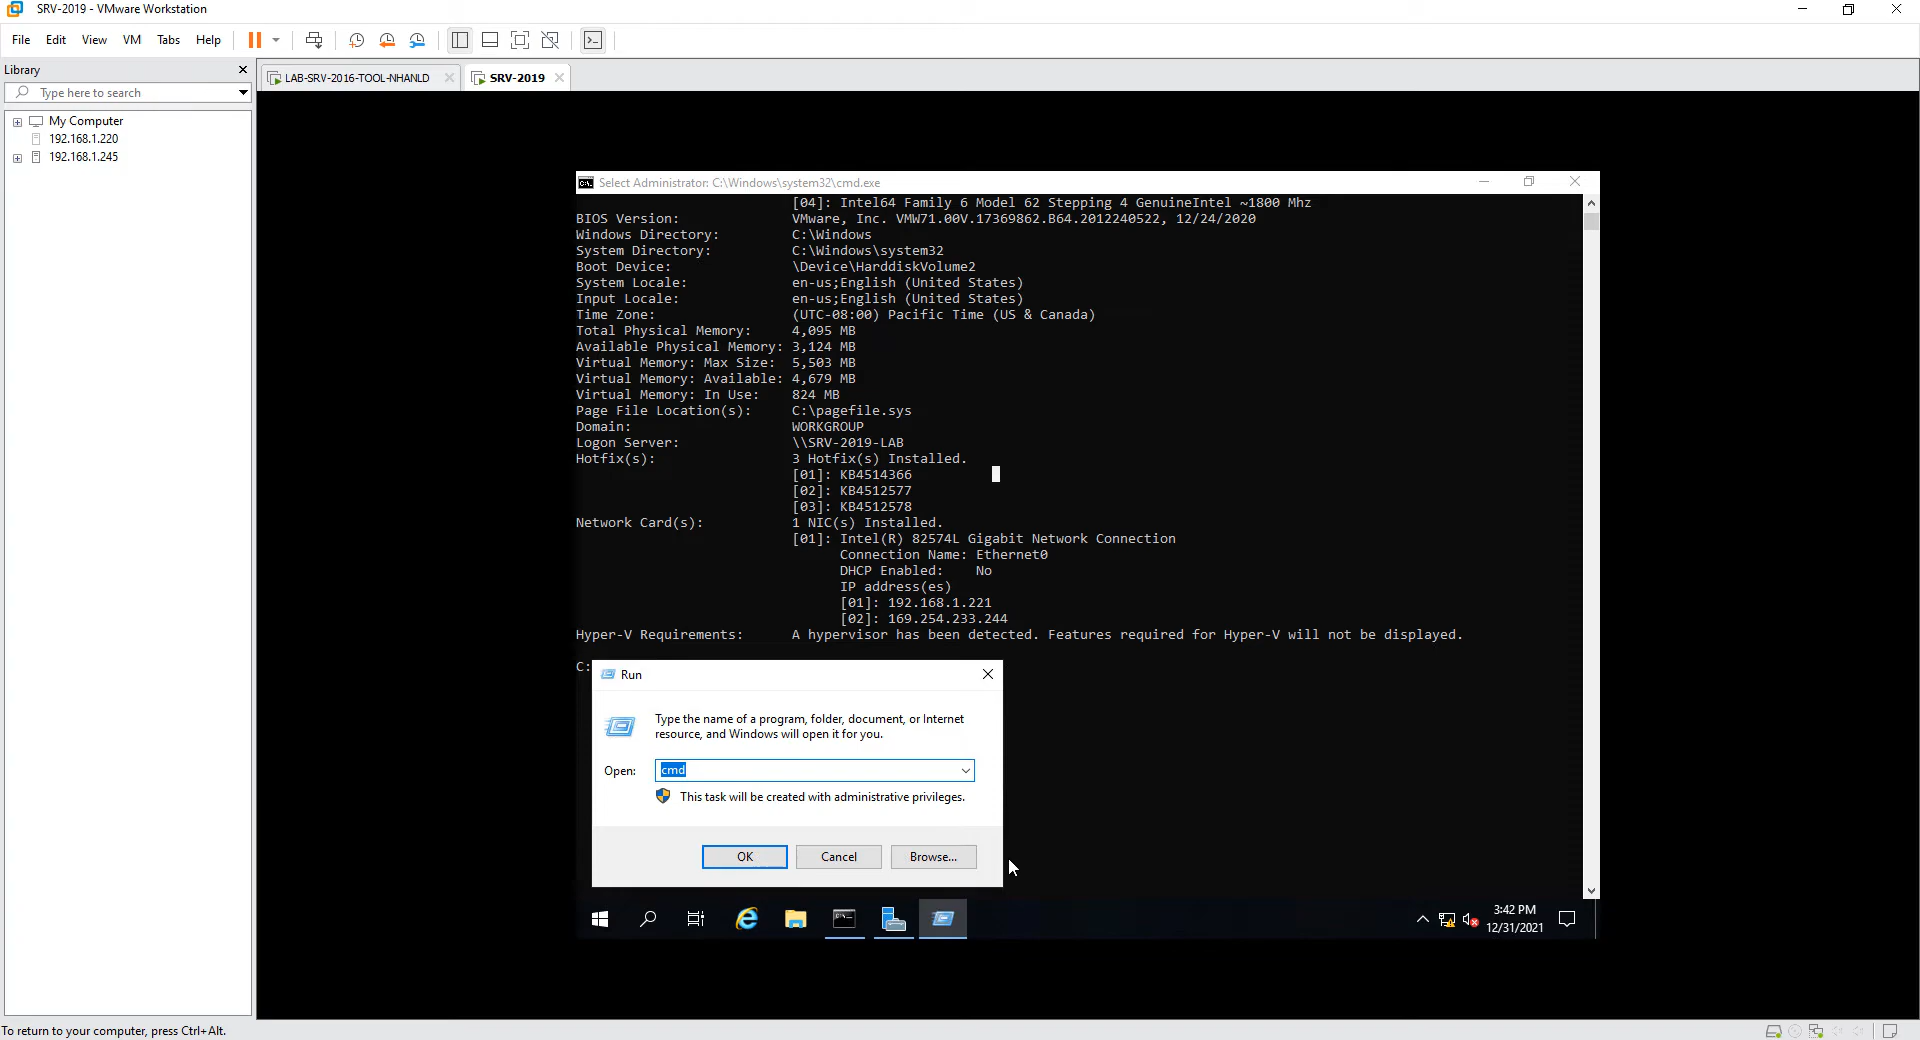 SRV-2019 - VMware Workstation
File Edit View VM Tabs Help
Library
LAB-SRV-2016-TOOL-NHANLD
SRV-2019
Type here to search
My Computer
192.168.1.220
192.168.1.245
Select Administrator: C:\Windows\system32\cmd.exe
[04]: Intel64 Family 6 Model 62 Stepping 4 GenuineIntel ~1800 Mhz
BIOS Version: VMware, Inc. VMW71.00V.17369862.B64.2012240522, 12/24/2020
Windows Directory: C:\Windows
System Directory: C:\Windows\system32
Boot Device: \Device\HarddiskVolume2
System Locale: en-us;English (United States)
Input Locale: en-us;English (United States)
Time Zone: (UTC-08:00) Pacific Time (US & Canada)
Total Physical Memory: 4,095 MB
Available Physical Memory: 3,124 MB
Virtual Memory: Max Size: 5,503 MB
Virtual Memory: Available: 4,679 MB
Virtual Memory: In Use: 824 MB
Page File Location(s): C:\pagefile.sys
Domain: WORKGROUP
Logon Server: \\SRV-2019-LAB
Hotfix(s): 3 Hotfix(s) Installed.
[01]: KB4514366
[02]: KB4512577
[03]: KB4512578
Network Card(s): 1 NIC(s) Installed.
[01]: Intel(R) 82574L Gigabit Network Connection
Connection Name: Ethernet0
DHCP Enabled: No
IP address(es)
[01]: 192.168.1.221
[02]: 169.254.233.244
Hyper-V Requirements: A hypervisor has been detected. Features required for Hyper-V will not be displayed.
C:
Run
Type the name of a program, folder, document, or Internet
resource, and Windows will open it for you.
Open: cmd
This task will be created with administrative privileges.
OK Cancel Browse...
3:42 PM
12/31/2021
To return to your computer, press Ctrl+Alt.